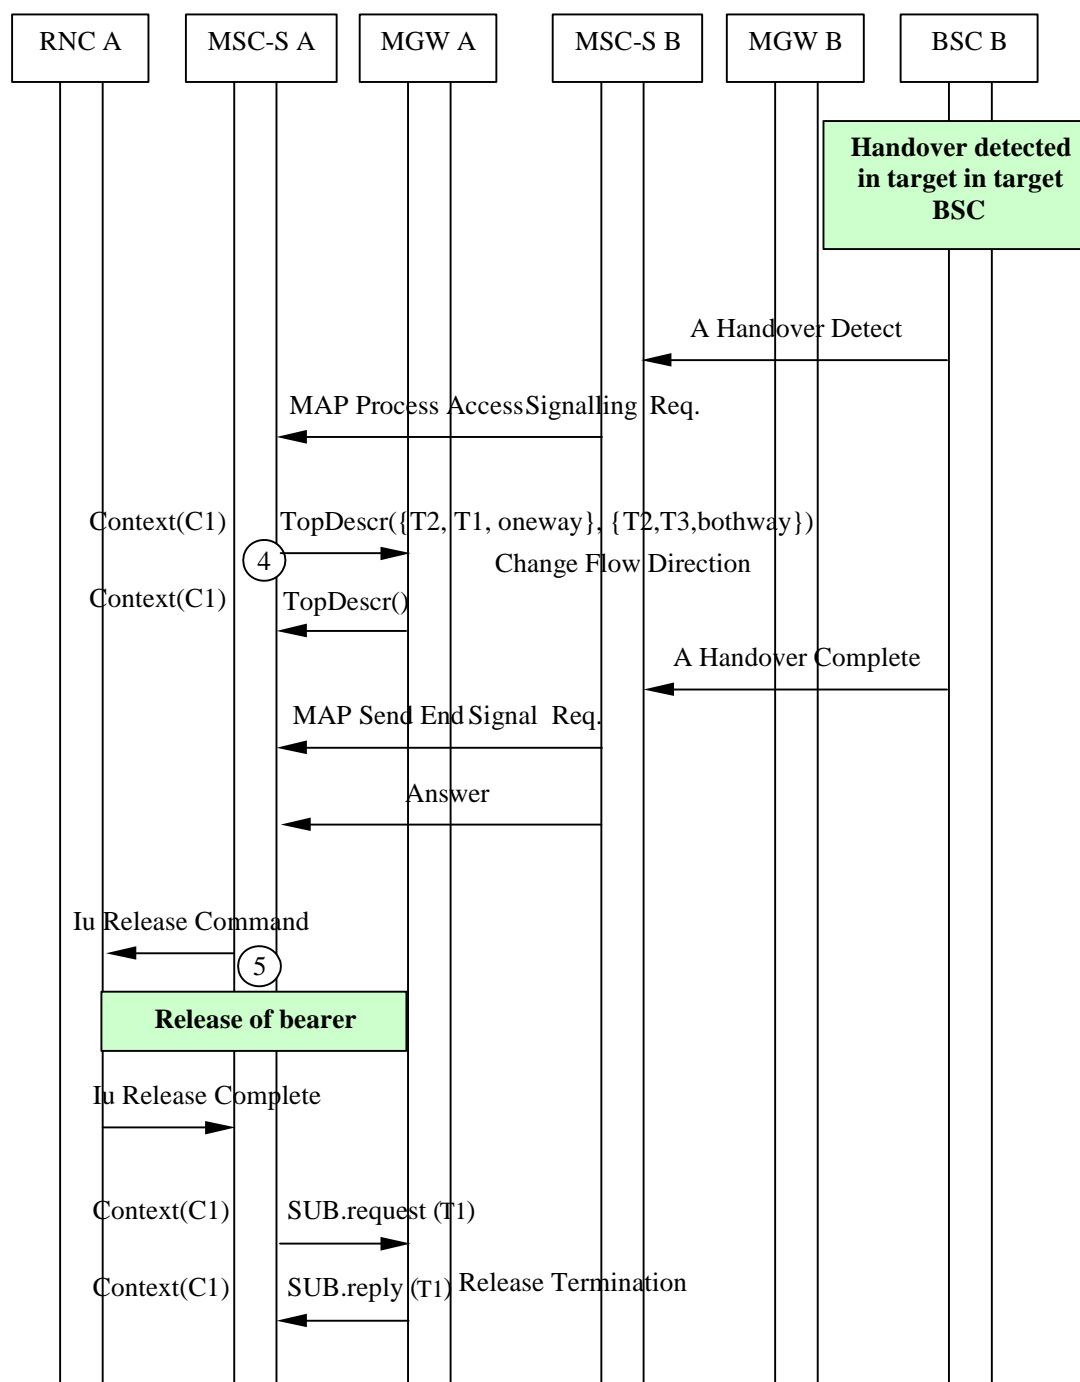 RNC A
MSC-S A
MGW A
MSC-S B
MGW B
BSC B
Handover detected
in target in target
BSC
A Handover Detect
MAP Process Access Signalling Req.
Context(C1)
TopDescr({T2, T1, oneway}, {T2,T3,bothway})
4
Change Flow Direction
Context(C1)
TopDescr()
A Handover Complete
MAP Send End Signal Req.
Answer
Iu Release Command
5
Release of bearer
Iu Release Complete
Context(C1)
SUB.request (T1)
Context(C1)
SUB.reply (T1)
Release Termination